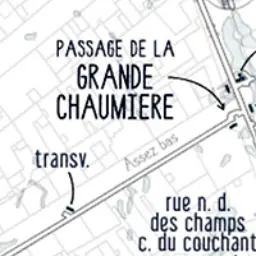 PASSAGE DE LA
GRANDE
CHAUMIERE
Assez bas
transv.
rue n. d.
des champs
c. du couchant